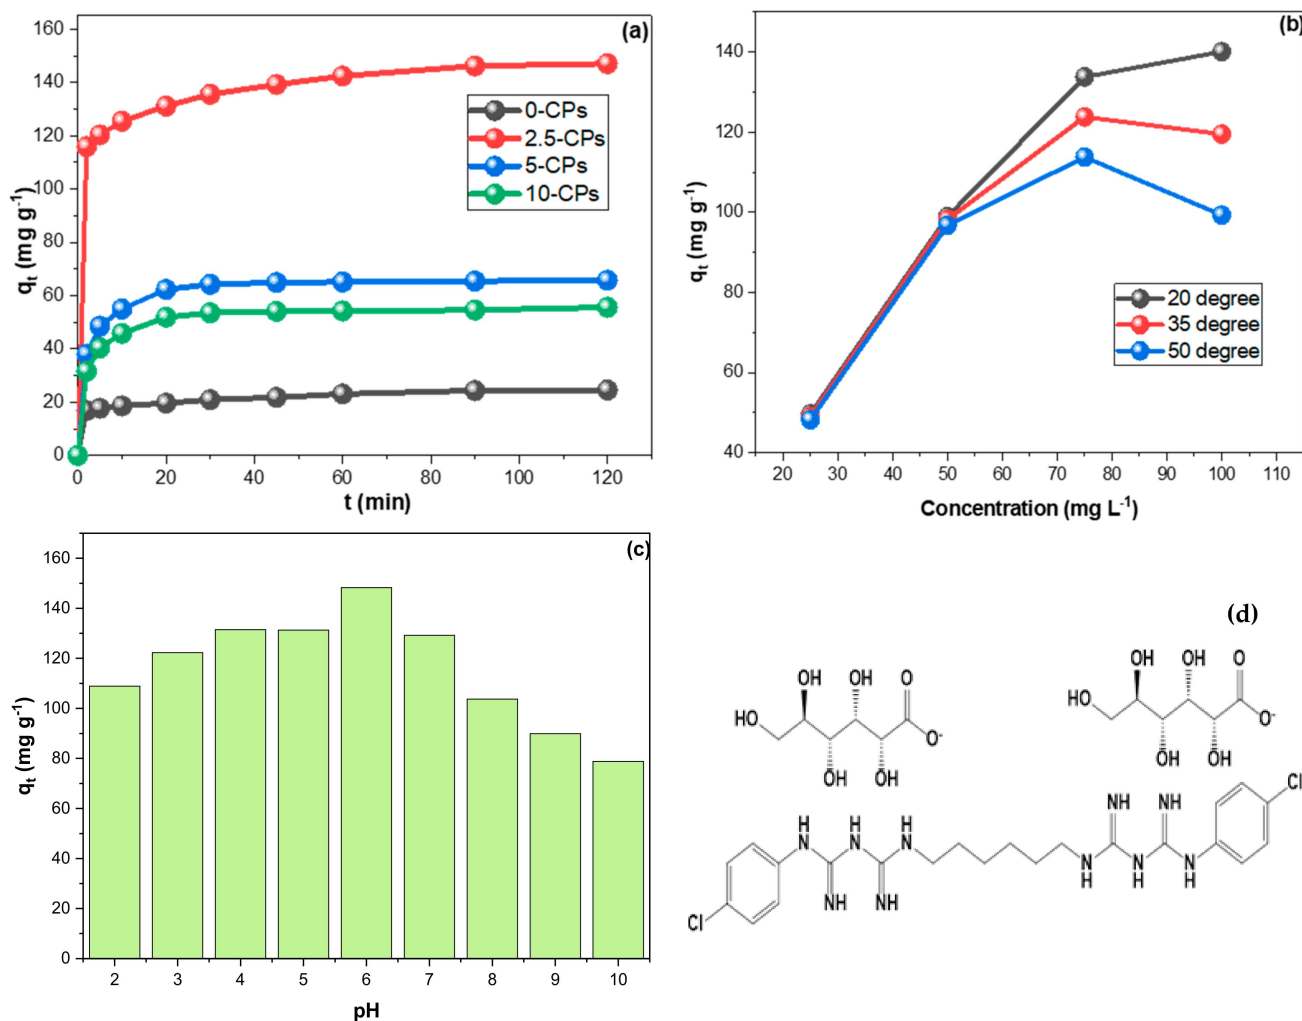 (a)
160
140
120
100
80
60
40
20
0
qt (mg g-1)
0-CPs
2.5-CPs
5-CPs
10-CPs
0 20 40 60 80 100 120
t (min)
(b)
140
120
100
80
60
40
qt (mg g-1)
20 degree
35 degree
50 degree
20 30 40 50 60 70 80 90 100 110
Concentration (mg L-1)
(c)
160
140
120
100
80
60
40
20
0
qt (mg g-1)
2 3 4 5 6 7 8 9 10
pH
(d)
OH OH O
HO
O-
OH OH
OH OH O
HO
O-
OH OH
Cl
NH NH
H H H
N N N
N N N
H H H
NH NH
Cl